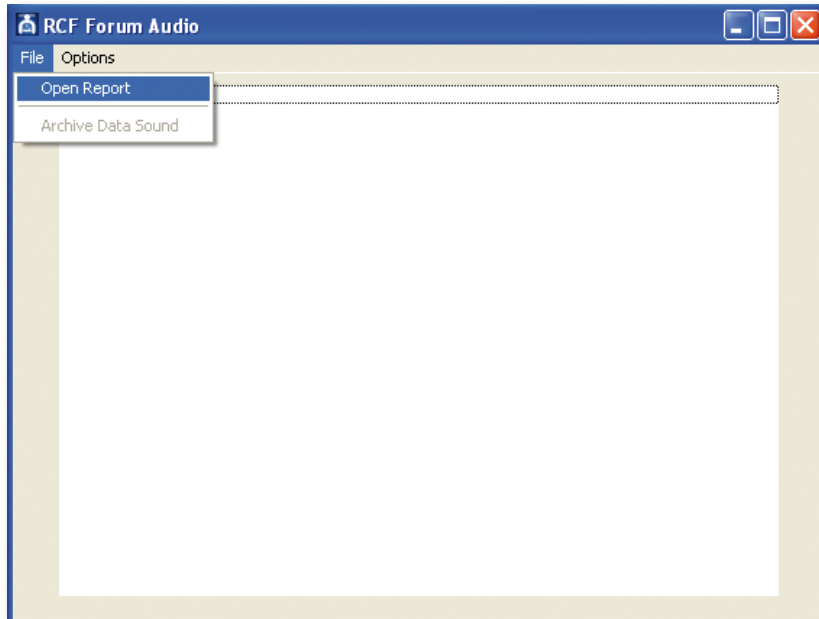 RCF Forum Audio
File Options
Open Report
Archive Data Sound